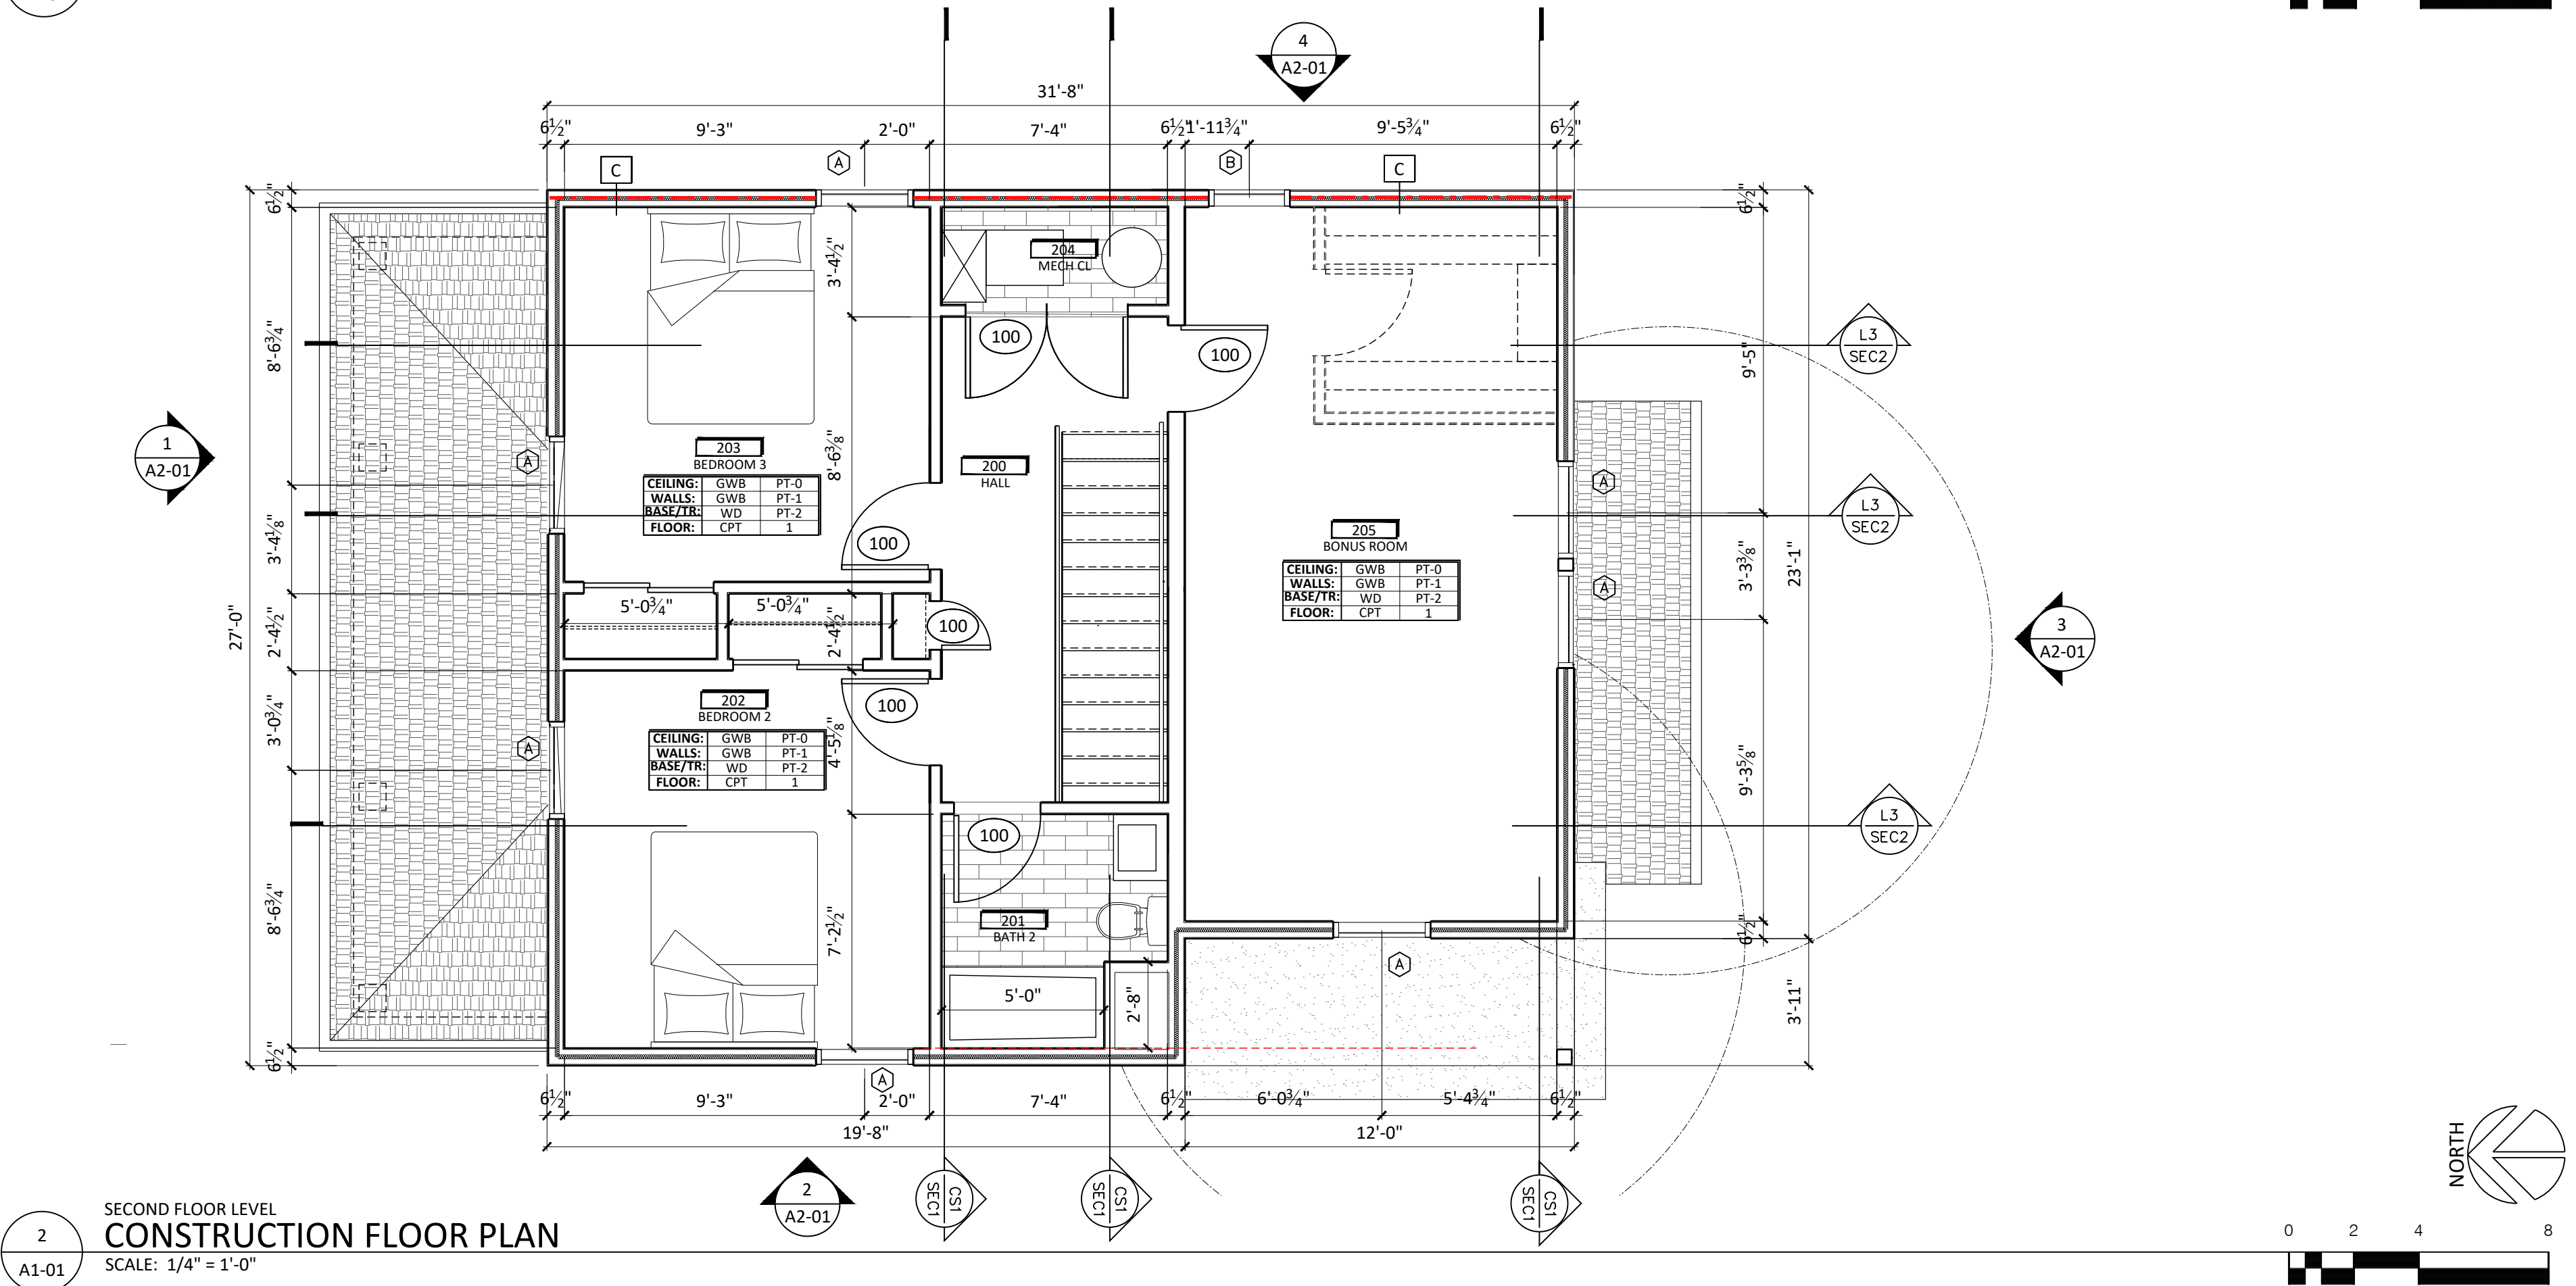 4
A2-01
31'-8"
6½" 9'-3" 2'-0" 7'-4" 6½" 1'-11¾" 9'-5¾" 6½"
C A B C
6½"
8'-6¾"
3'-4⅛"
2'-4½"
3'-0¾"
8'-6¾"
6½"
27'-0"
1
A2-01
A
A
3'-4½"
8'-6⅜"
2'-4½"
4'-5⅛"
7'-2½"
204
MECH CL
100
100
203
BEDROOM 3
CEILING: GWB PT-0
WALLS: GWB PT-1
BASE/TR: WD PT-2
FLOOR: CPT 1
200
HALL
100
5'-0¾" 5'-0¾"
100
205
BONUS ROOM
CEILING: GWB PT-0
WALLS: GWB PT-1
BASE/TR: WD PT-2
FLOOR: CPT 1
202
BEDROOM 2
CEILING: GWB PT-0
WALLS: GWB PT-1
BASE/TR: WD PT-2
FLOOR: CPT 1
100
100
201
BATH 2
5'-0"
2'-8"
A
A
A
A
6½"
9'-5"
3'-3⅜"
9'-3⅝"
6½"
23'-1"
3'-11"
L3
SEC2
L3
SEC2
L3
SEC2
3
A2-01
6½" 9'-3" 2'-0" 7'-4" 6½" 6'-0¾" 5'-4¾" 6½"
19'-8" 12'-0"
2
A2-01
CS1
SEC1
CS1
SEC1
CS1
SEC1
NORTH
2
A1-01
SECOND FLOOR LEVEL
CONSTRUCTION FLOOR PLAN
SCALE: 1/4" = 1'-0"
0 2 4 8